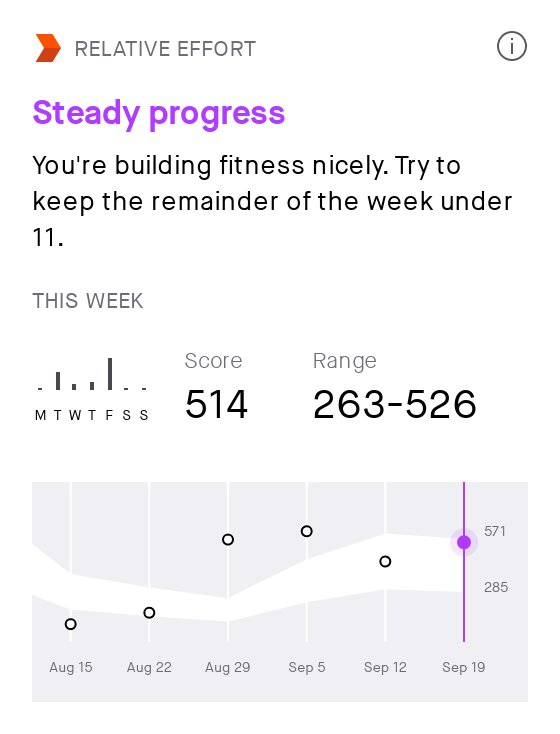 RELATIVE EFFORT
Steady progress
You're building fitness nicely. Try to
keep the remainder of the week under
11.
THIS WEEK
Score
Range
514
263-526
M T W T F S S
571
285
Aug 15
Aug 22
Aug 29
Sep 5
Sep 12
Sep 19